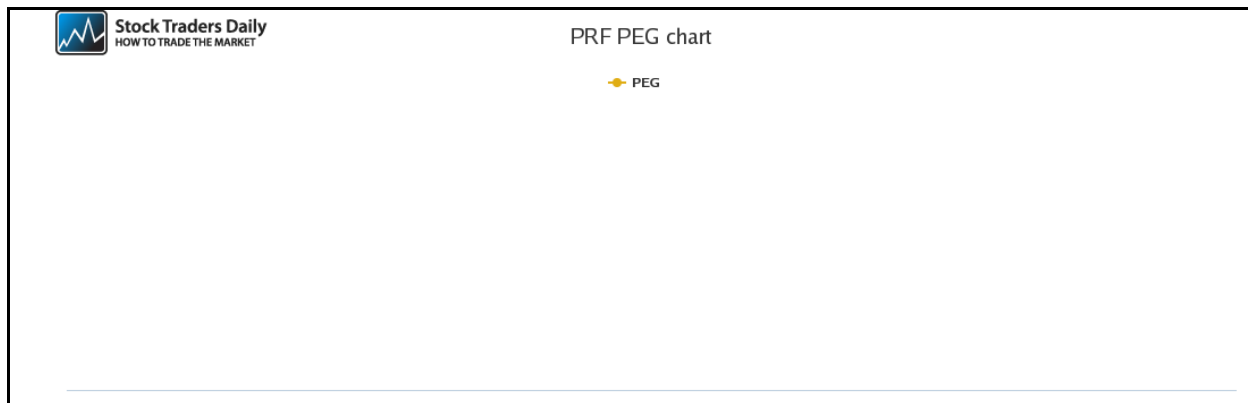 Stock Traders Daily
HOW TO TRADE THE MARKET
PRF PEG chart
PEG